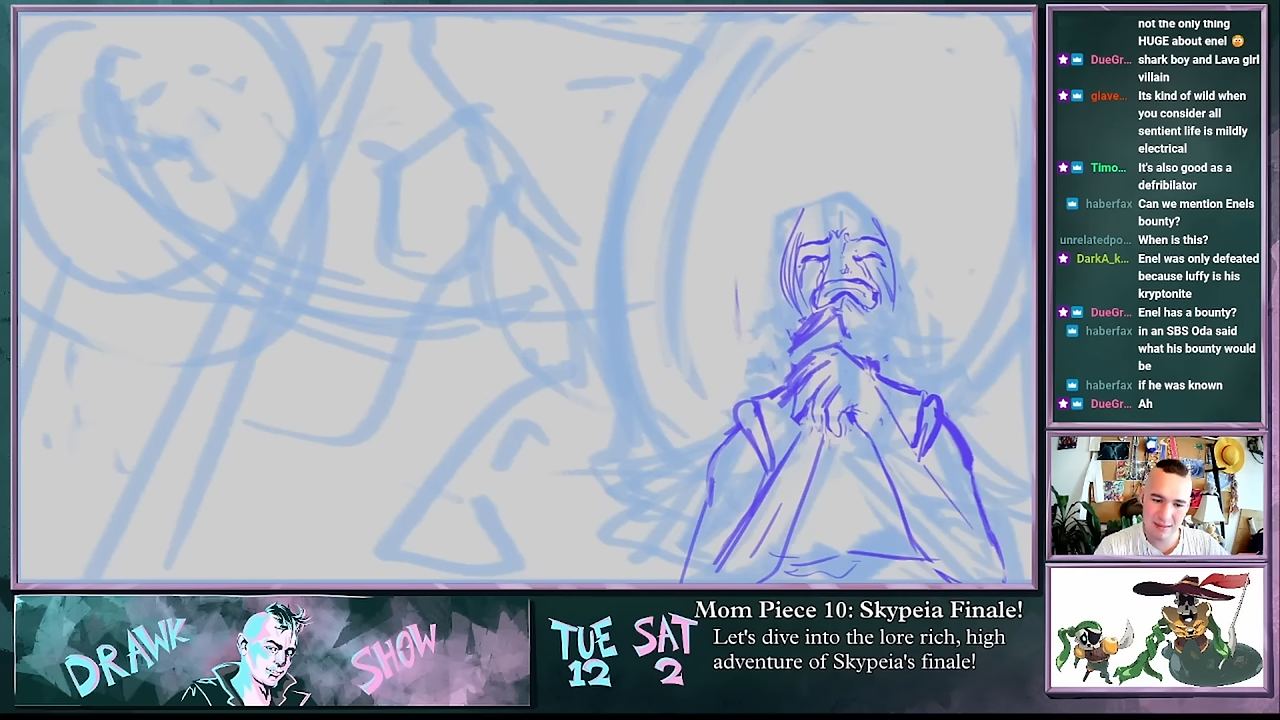 not the only thing
HUGE about enel
DueGr... shark boy and Lava girl
villain
glave... Its kind of wild when
you consider all
sentient life is mildly
electrical
Timo... It's also good as a
defribilator
haberfax Can we mention Enels
bounty?
unrelatedpo... When is this?
DarkA_k... Enel was only defeated
because luffy is his
kryptonite
DueGr... Enel has a bounty?
haberfax in an SBS Oda said
what his bounty would
be
haberfax if he was known
DueGr... Ah
DRAWK SHOW
TUE SAT
12 2
Mom Piece 10: Skypeia Finale!
Let's dive into the lore rich, high
adventure of Skypeia's finale!